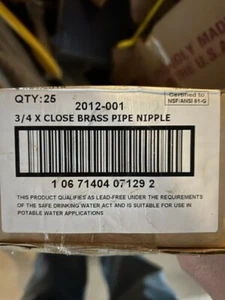 QTY:25
2012-001
Certified to
NSF/ANSI 61-G
3/4 X CLOSE BRASS PIPE NIPPLE
1 06 71404 07129 2
THIS PRODUCT QUALIFIES AS LEAD-FREE UNDER THE REQUIREMENTS
OF THE SAFE DRINKING WATER ACT AND IS SUITABLE FOR USE IN
POTABLE WATER APPLICATIONS